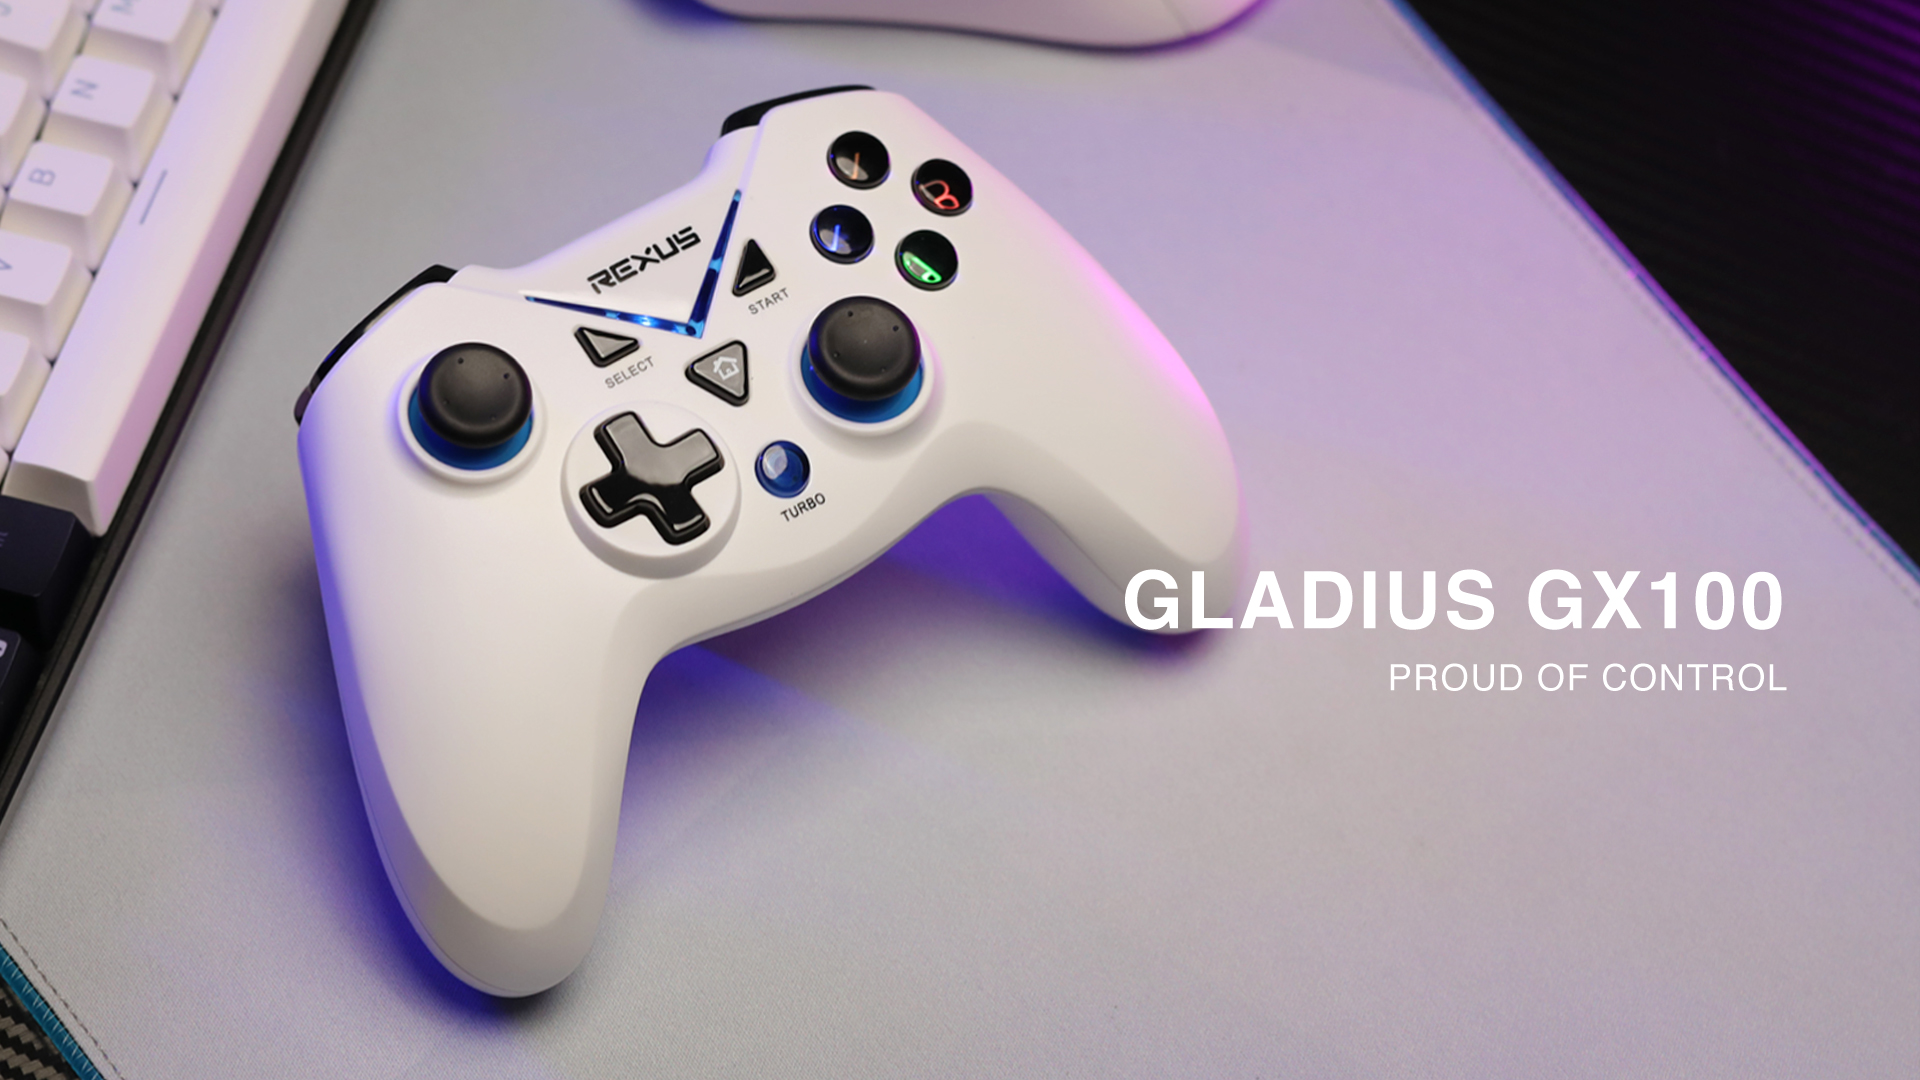 N
B
REXUS
START
SELECT
TURBO
GLADIUS GX100
PROUD OF CONTROL